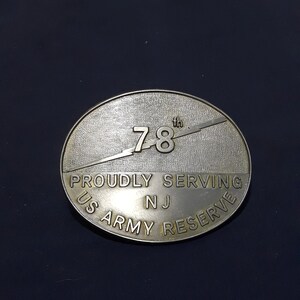 78th
PROUDLY SERVING
NJ
US ARMY RESERVE